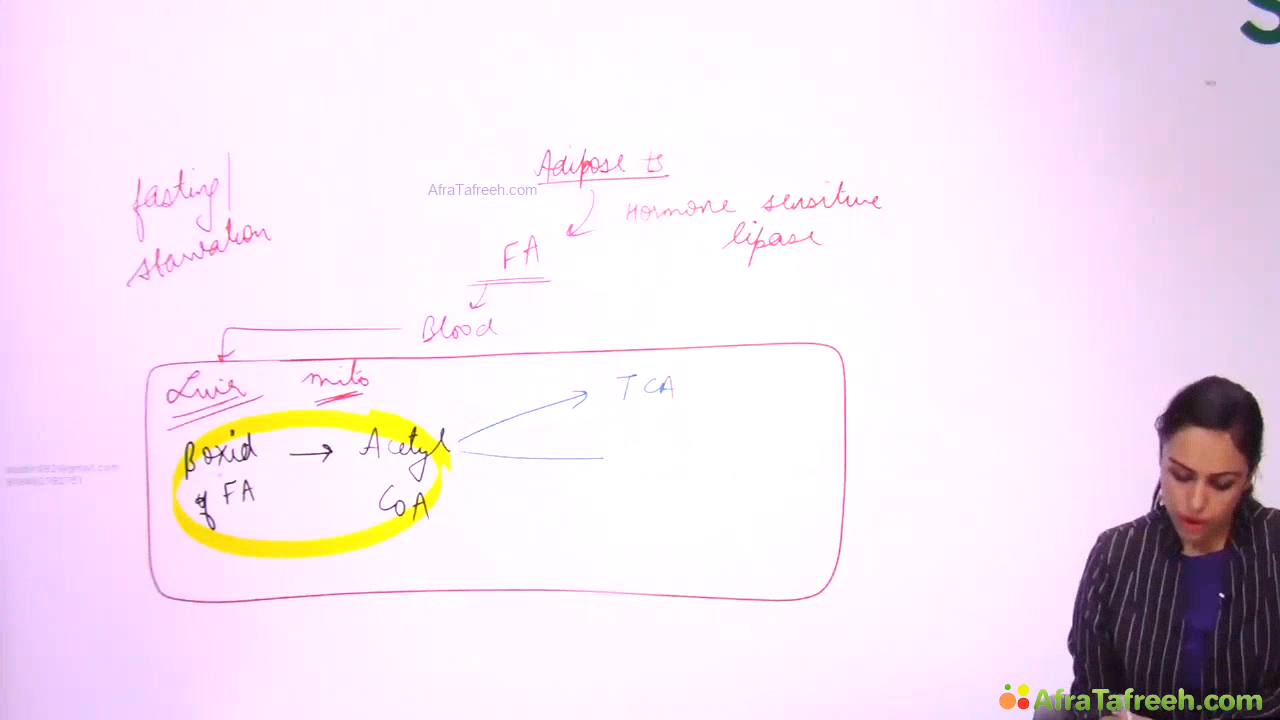 S
Adipose ts
AfraTafreeh.com
fasting/
starvation
Hormone sensitive
lipase
FA
Blood
Liver mito
Boxid → Acetyl
of FA CoA
TCA
AfraTafreeh.com